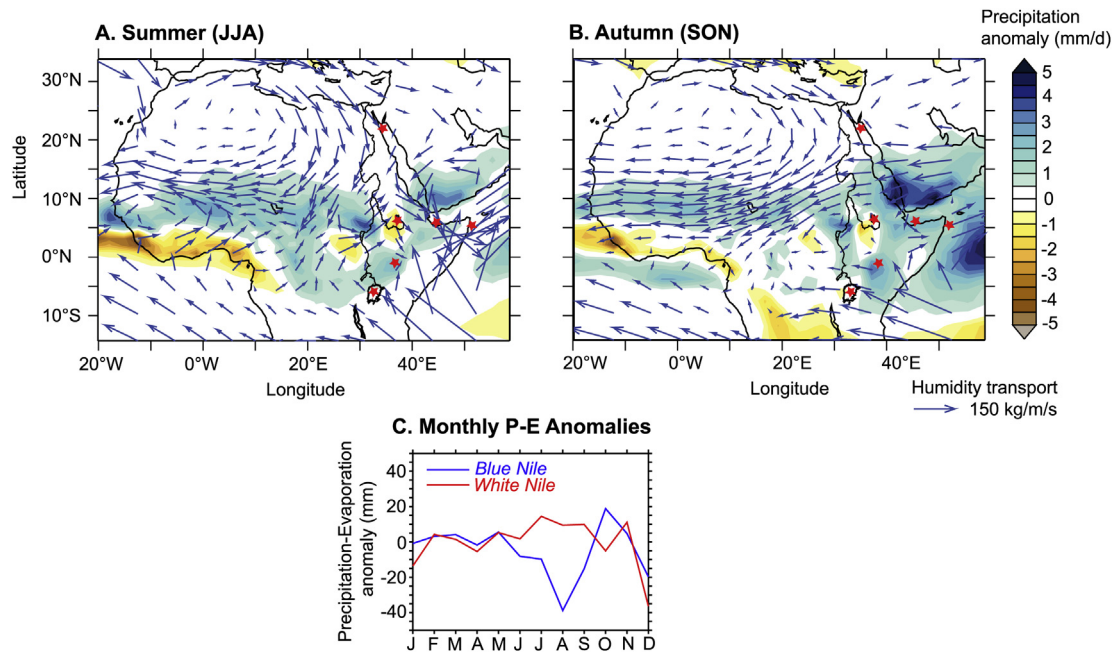 A. Summer (JJA)
B. Autumn (SON)
Precipitation
anomaly (mm/d)
30°N
20°N
10°N
0°N
10°S
Latitude
20°W
0°W
20°E
40°E
Longitude
20°W
0°W
20°E
40°E
Longitude
5
4
3
2
1
0
-1
-2
-3
-4
-5
Humidity transport
150 kg/m/s
C. Monthly P-E Anomalies
Blue Nile
White Nile
Precipitation-Evaporation
anomaly (mm)
40
20
0
-20
-40
J F M A M J J A S O N D